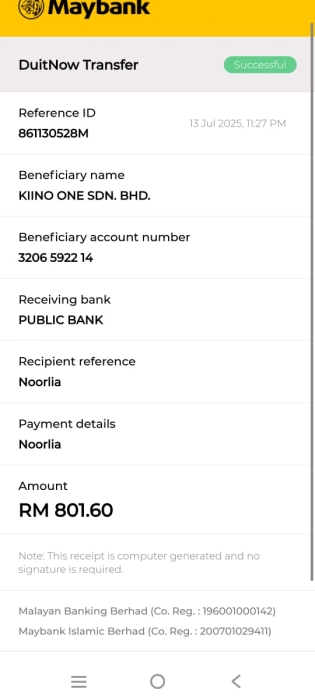 Maybank
DuitNow Transfer
Successful
Reference ID
861130528M
13 Jul 2025, 11:27 PM
Beneficiary name
KIINO ONE SDN. BHD.
Beneficiary account number
3206 5922 14
Receiving bank
PUBLIC BANK
Recipient reference
Noorlia
Payment details
Noorlia
Amount
RM 801.60
Note: This receipt is computer generated and no
signature is required.
Malayan Banking Berhad (Co. Reg. : 196001000142)
Maybank Islamic Berhad (Co. Reg. : 200701029411)